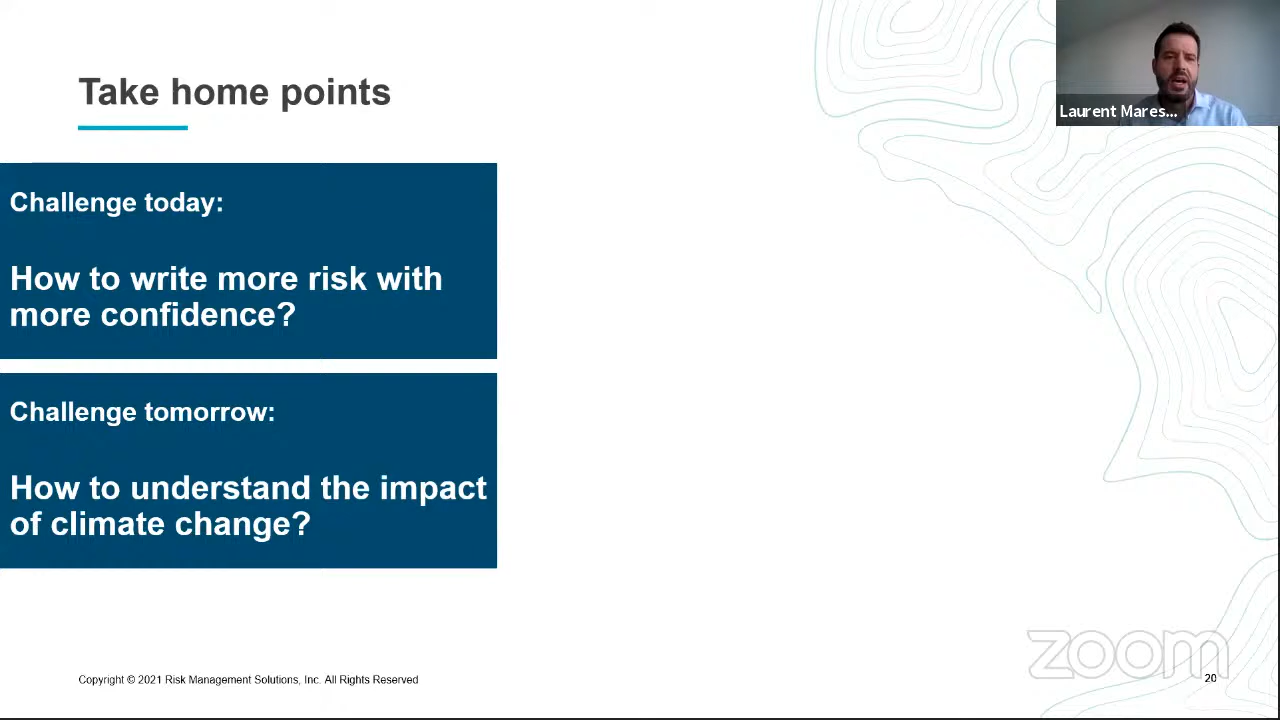 Take home points
Laurent Mares...
Challenge today:
How to write more risk with
more confidence?
Challenge tomorrow:
How to understand the impact
of climate change?
zoom
Copyright © 2021 Risk Management Solutions, Inc. All Rights Reserved
20